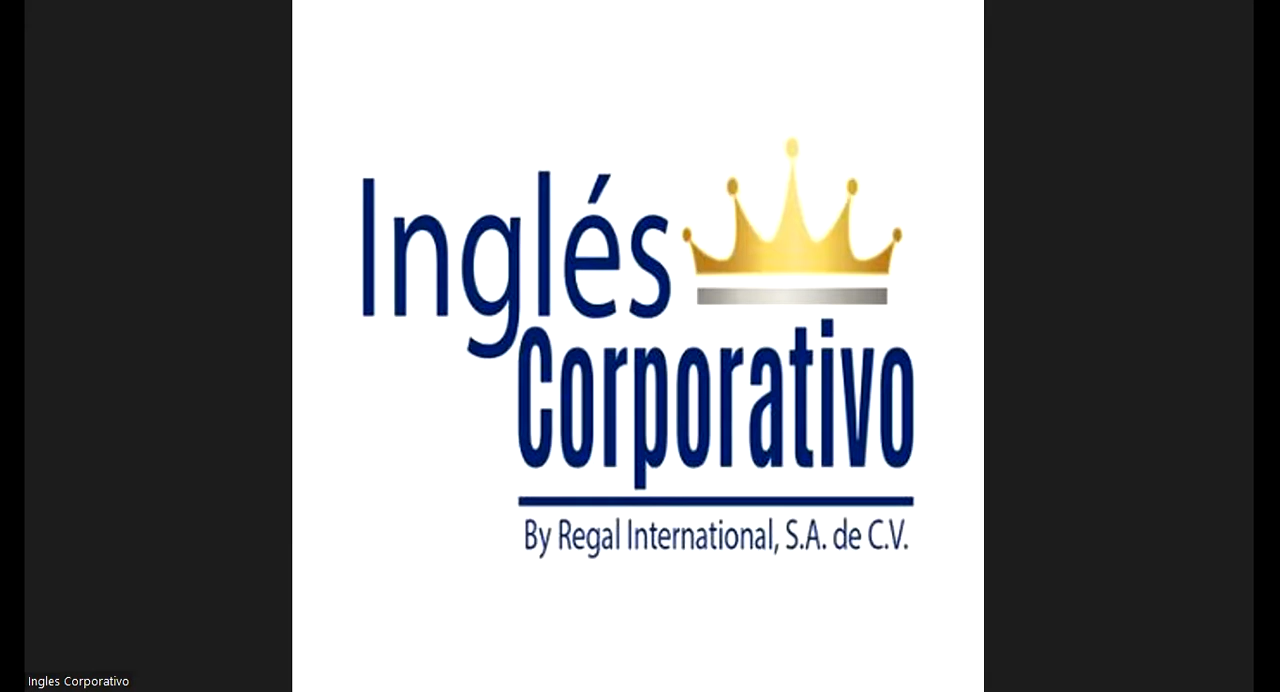 Inglés
Corporativo
By Regal International, S.A. de C.V.
Ingles Corporativo